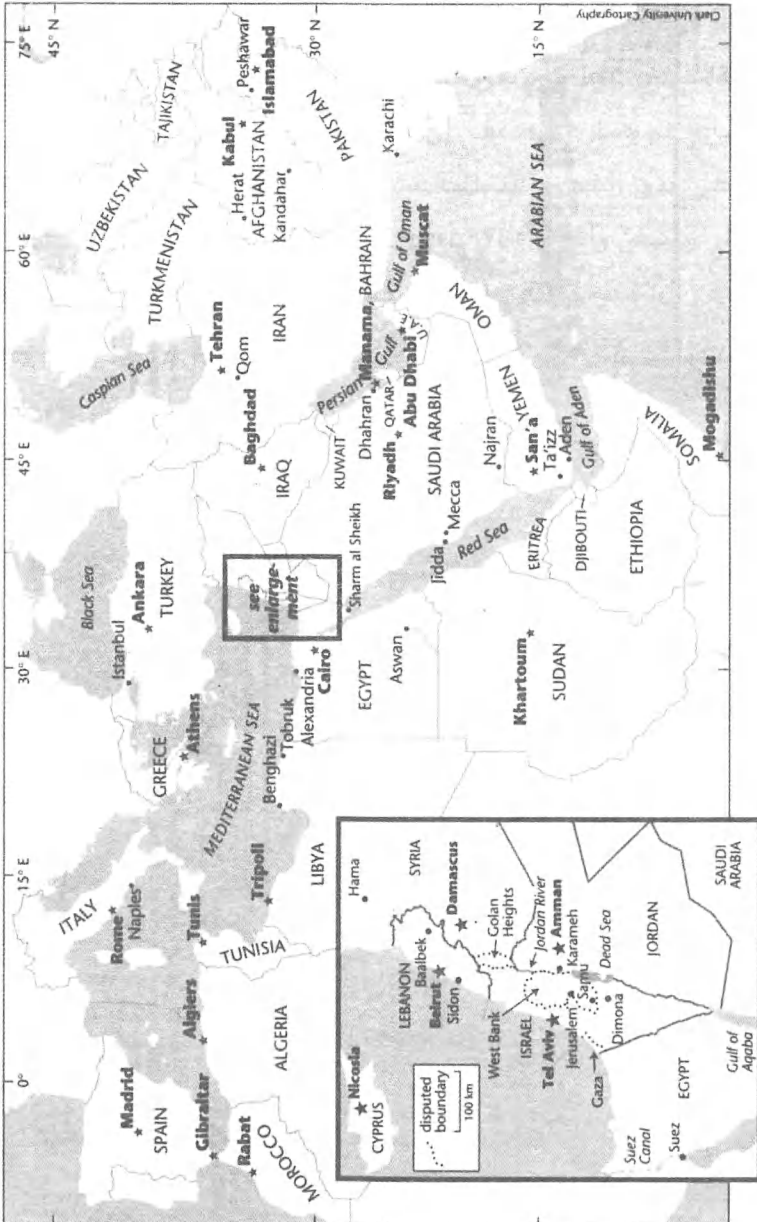 75° E
60° E
45° E
30° E
15° E
0°
45° N
30° N
15° N
UZBEKISTAN
TAJIKISTAN
TURKMENISTAN
Caspian Sea
Black Sea
Herat
Kabul
Peshawar
Islamabad
AFGHANISTAN
Kandahar
PAKISTAN
Karachi
Tehran
Qom
IRAN
Baghdad
IRAQ
KUWAIT
Persian
Gulf
Dhahran
Manama, BAHRAIN
QATAR
Riyadh
Abu Dhabi
U.A.E.
Gulf of Oman
Muscat
OMAN
ARABIAN SEA
SAUDI ARABIA
Najran
YEMEN
San'a
Ta'izz
Aden
Gulf of Aden
SOMALIA
Mogadishu
Istanbul
Ankara
TURKEY
see
enlarge-
ment
Sharm al Sheikh
Jidda
Mecca
Red Sea
ERITREA
DJIBOUTI
ETHIOPIA
GREECE
Athens
MEDITERRANEAN SEA
Benghazi
Tobruk
Alexandria
Cairo
EGYPT
Aswan
Khartoum
SUDAN
ITALY
Rome
Naples
Tunis
TUNISIA
Tripoli
LIBYA
Algiers
ALGERIA
Madrid
SPAIN
Gibraltar
Rabat
MOROCCO
Nicosia
CYPRUS
disputed
boundary
100 km
Hama
SYRIA
LEBANON
Baalbek
Beirut
Sidon
Damascus
Golan
Heights
West Bank
Jordan River
ISRAEL
Tel Aviv
Amman
Karameh
Jerusalem
Samu
Dead Sea
Gaza
Dimona
JORDAN
SAUDI
ARABIA
Suez
Canal
Suez
EGYPT
Gulf of
Aqaba
Clark University Cartography